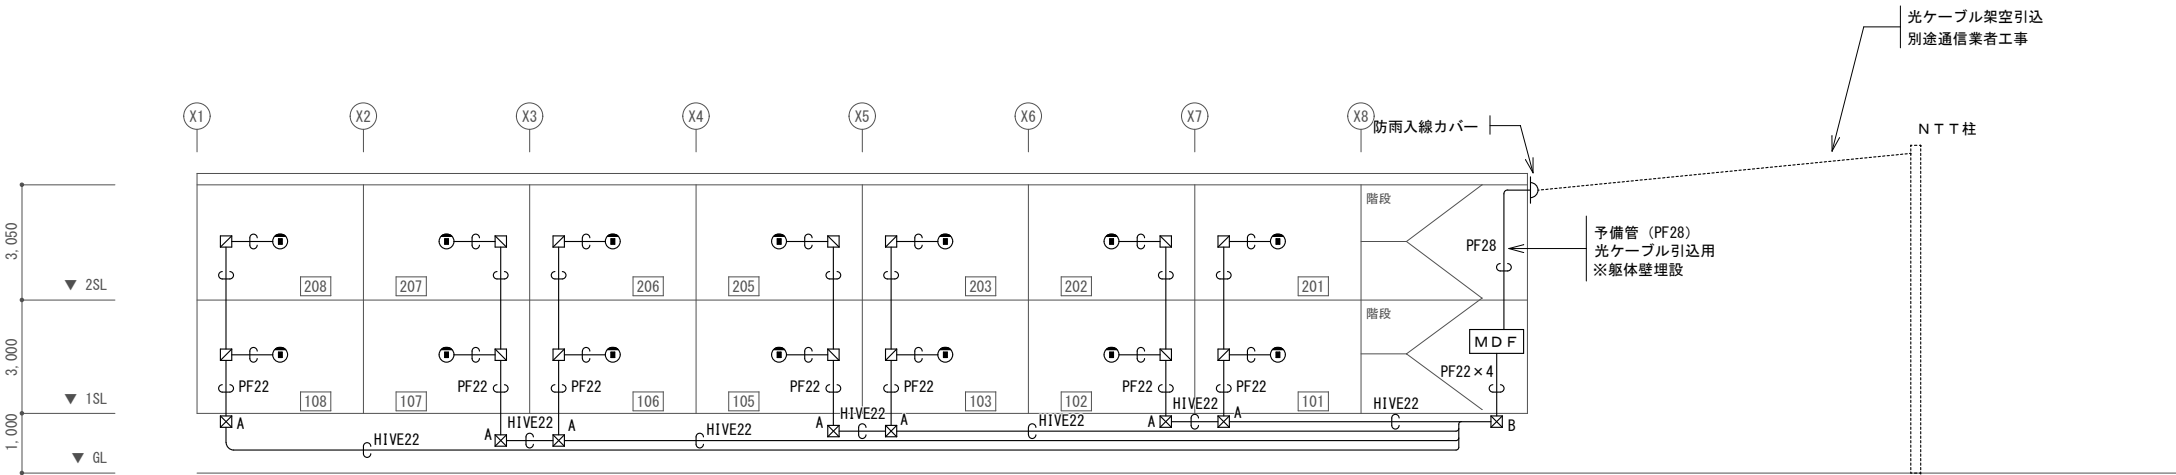 光ケーブル架空引込
別途通信業者工事
X1
X2
X3
X4
X5
X6
X7
X8
防雨入線カバー
ＮＴＴ柱
階段
3,050
PF28
予備管（PF28）
光ケーブル引込用
※躯体壁埋設
▼ 2SL
208
207
206
205
203
202
201
階段
3,000
ＭＤＦ
PF22×4
PF22
PF22
PF22
PF22
PF22
PF22
PF22
▼ 1SL
108
107
106
105
103
102
101
HIVE22
HIVE22
HIVE22
HIVE22
A
A
A
A
A
A
A
B
1,000
HIVE22
HIVE22
HIVE22
▼ GL